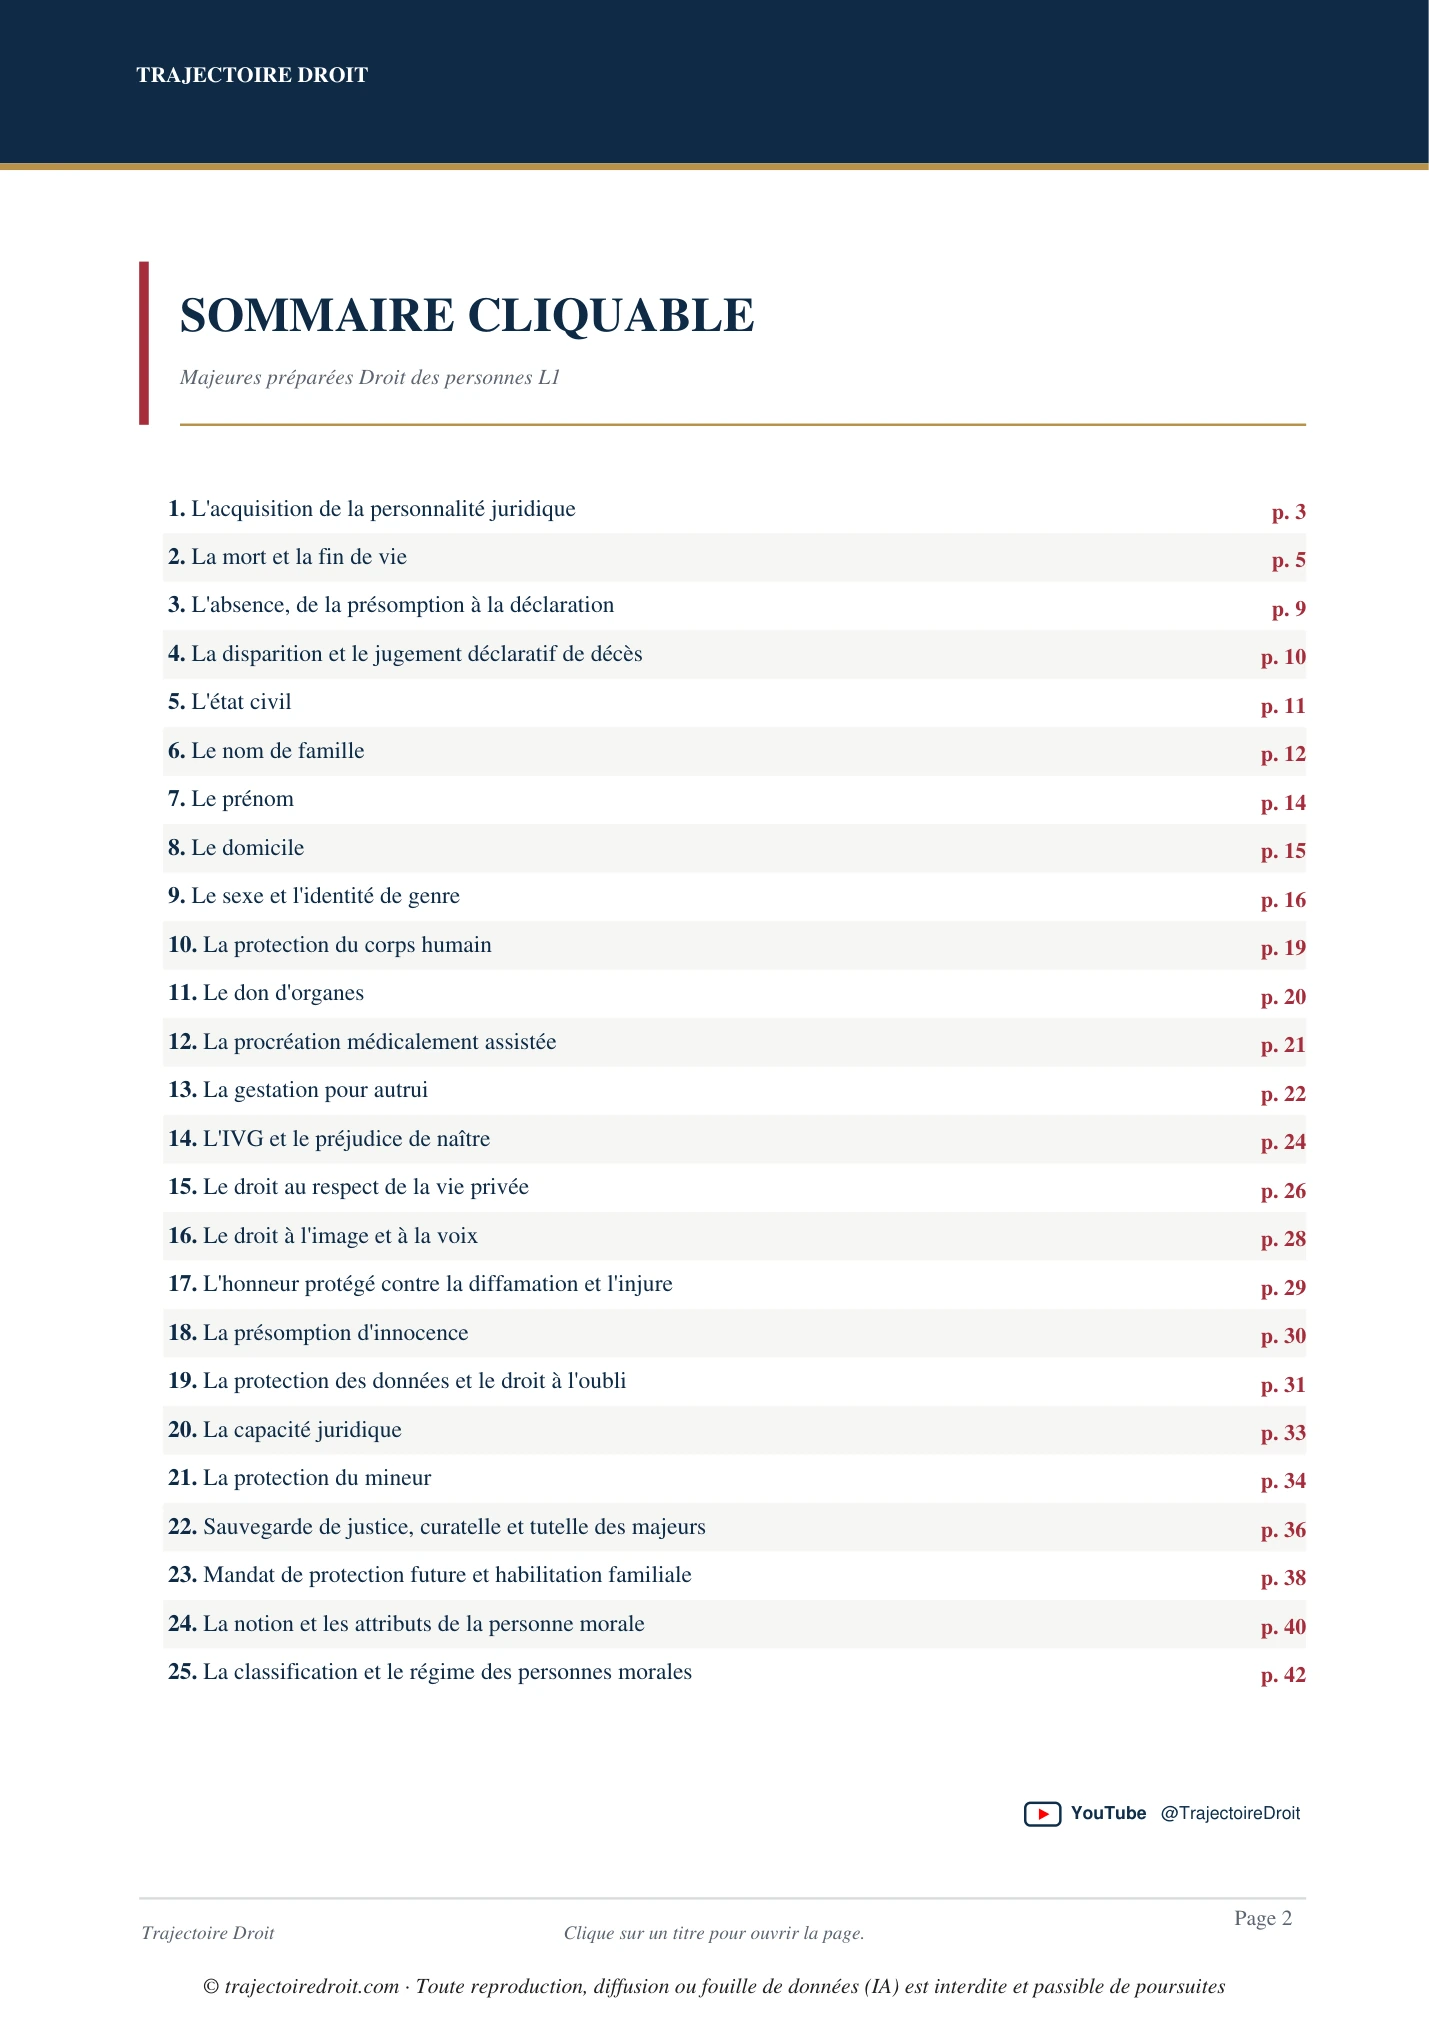 TRAJECTOIRE DROIT
SOMMAIRE CLIQUABLE
Majeures préparées Droit des personnes L1
1. L'acquisition de la personnalité juridique p. 3
2. La mort et la fin de vie p. 5
3. L'absence, de la présomption à la déclaration p. 9
4. La disparition et le jugement déclaratif de décès p. 10
5. L'état civil p. 11
6. Le nom de famille p. 12
7. Le prénom p. 14
8. Le domicile p. 15
9. Le sexe et l'identité de genre p. 16
10. La protection du corps humain p. 19
11. Le don d'organes p. 20
12. La procréation médicalement assistée p. 21
13. La gestation pour autrui p. 22
14. L'IVG et le préjudice de naître p. 24
15. Le droit au respect de la vie privée p. 26
16. Le droit à l'image et à la voix p. 28
17. L'honneur protégé contre la diffamation et l'injure p. 29
18. La présomption d'innocence p. 30
19. La protection des données et le droit à l'oubli p. 31
20. La capacité juridique p. 33
21. La protection du mineur p. 34
22. Sauvegarde de justice, curatelle et tutelle des majeurs p. 36
23. Mandat de protection future et habilitation familiale p. 38
24. La notion et les attributs de la personne morale p. 40
25. La classification et le régime des personnes morales p. 42
YouTube @TrajectoireDroit
Trajectoire Droit Clique sur un titre pour ouvrir la page. Page 2
© trajectoiredroit.com · Toute reproduction, diffusion ou fouille de données (IA) est interdite et passible de poursuites